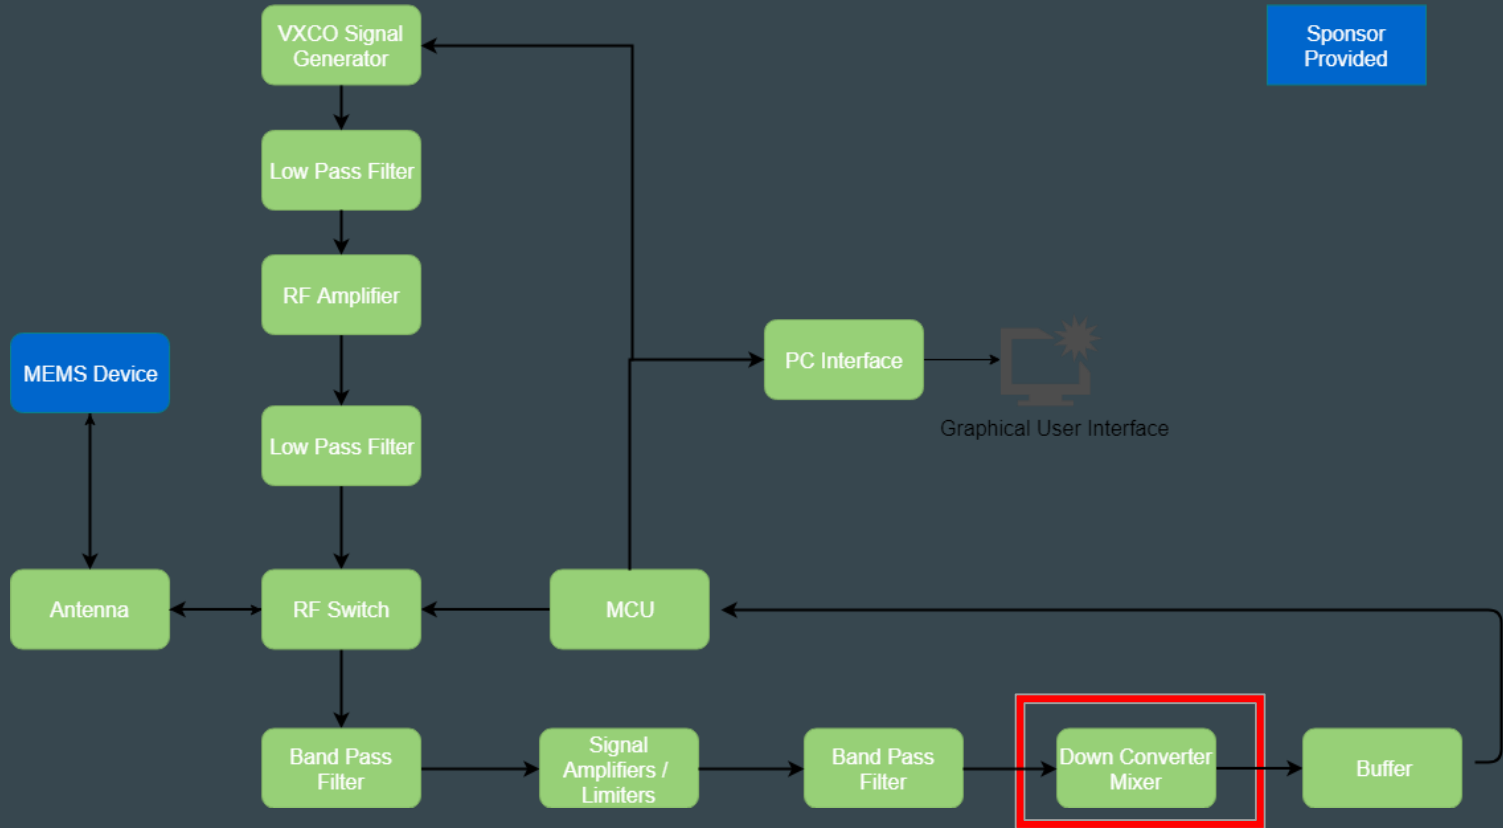 VXCO Signal
Generator
Sponsor
Provided
Low Pass Filter
RF Amplifier
MEMS Device
PC Interface
Graphical User Interface
Low Pass Filter
Antenna
RF Switch
MCU
Band Pass
Filter
Signal
Amplifiers /
Limiters
Band Pass
Filter
Down Converter
Mixer
Buffer